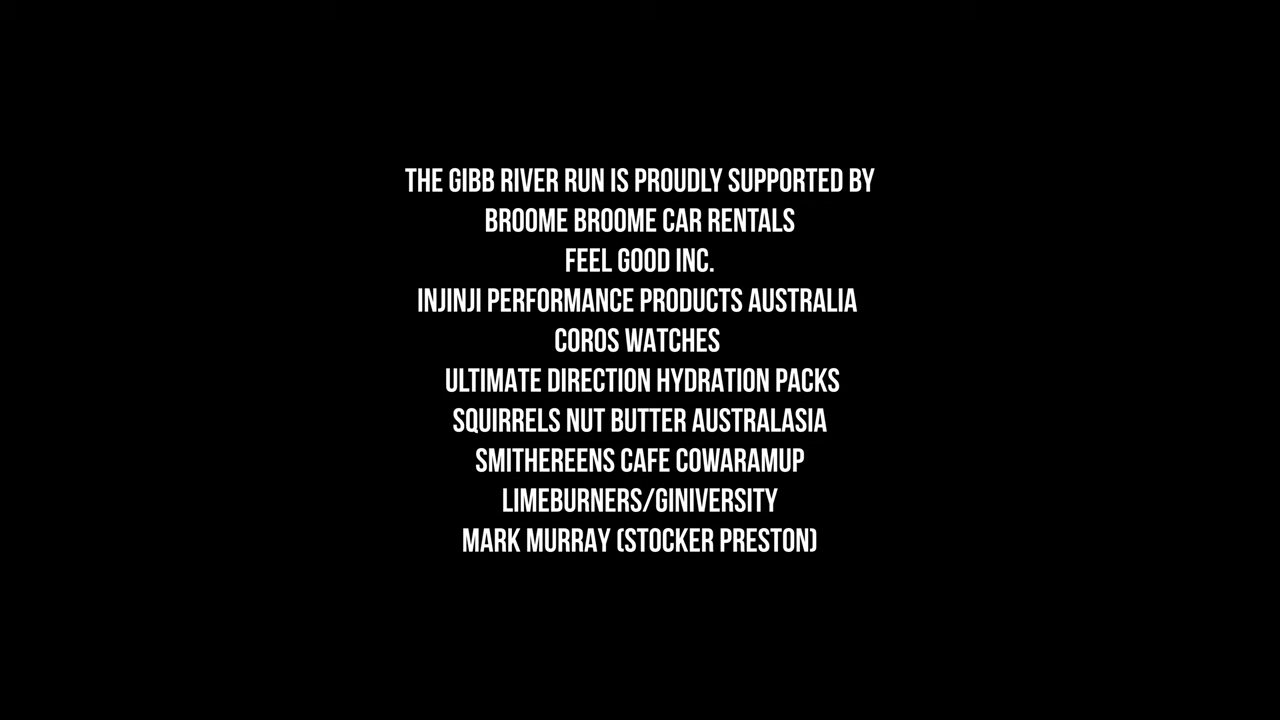 THE GIBB RIVER RUN IS PROUDLY SUPPORTED BY
BROOME BROOME CAR RENTALS
FEEL GOOD INC.
INJINJI PERFORMANCE PRODUCTS AUSTRALIA
COROS WATCHES
ULTIMATE DIRECTION HYDRATION PACKS
SQUIRRELS NUT BUTTER AUSTRALASIA
SMITHEREENS CAFE COWARAMUP
LIMEBURNERS/GINIVERSITY
MARK MURRAY (STOCKER PRESTON)